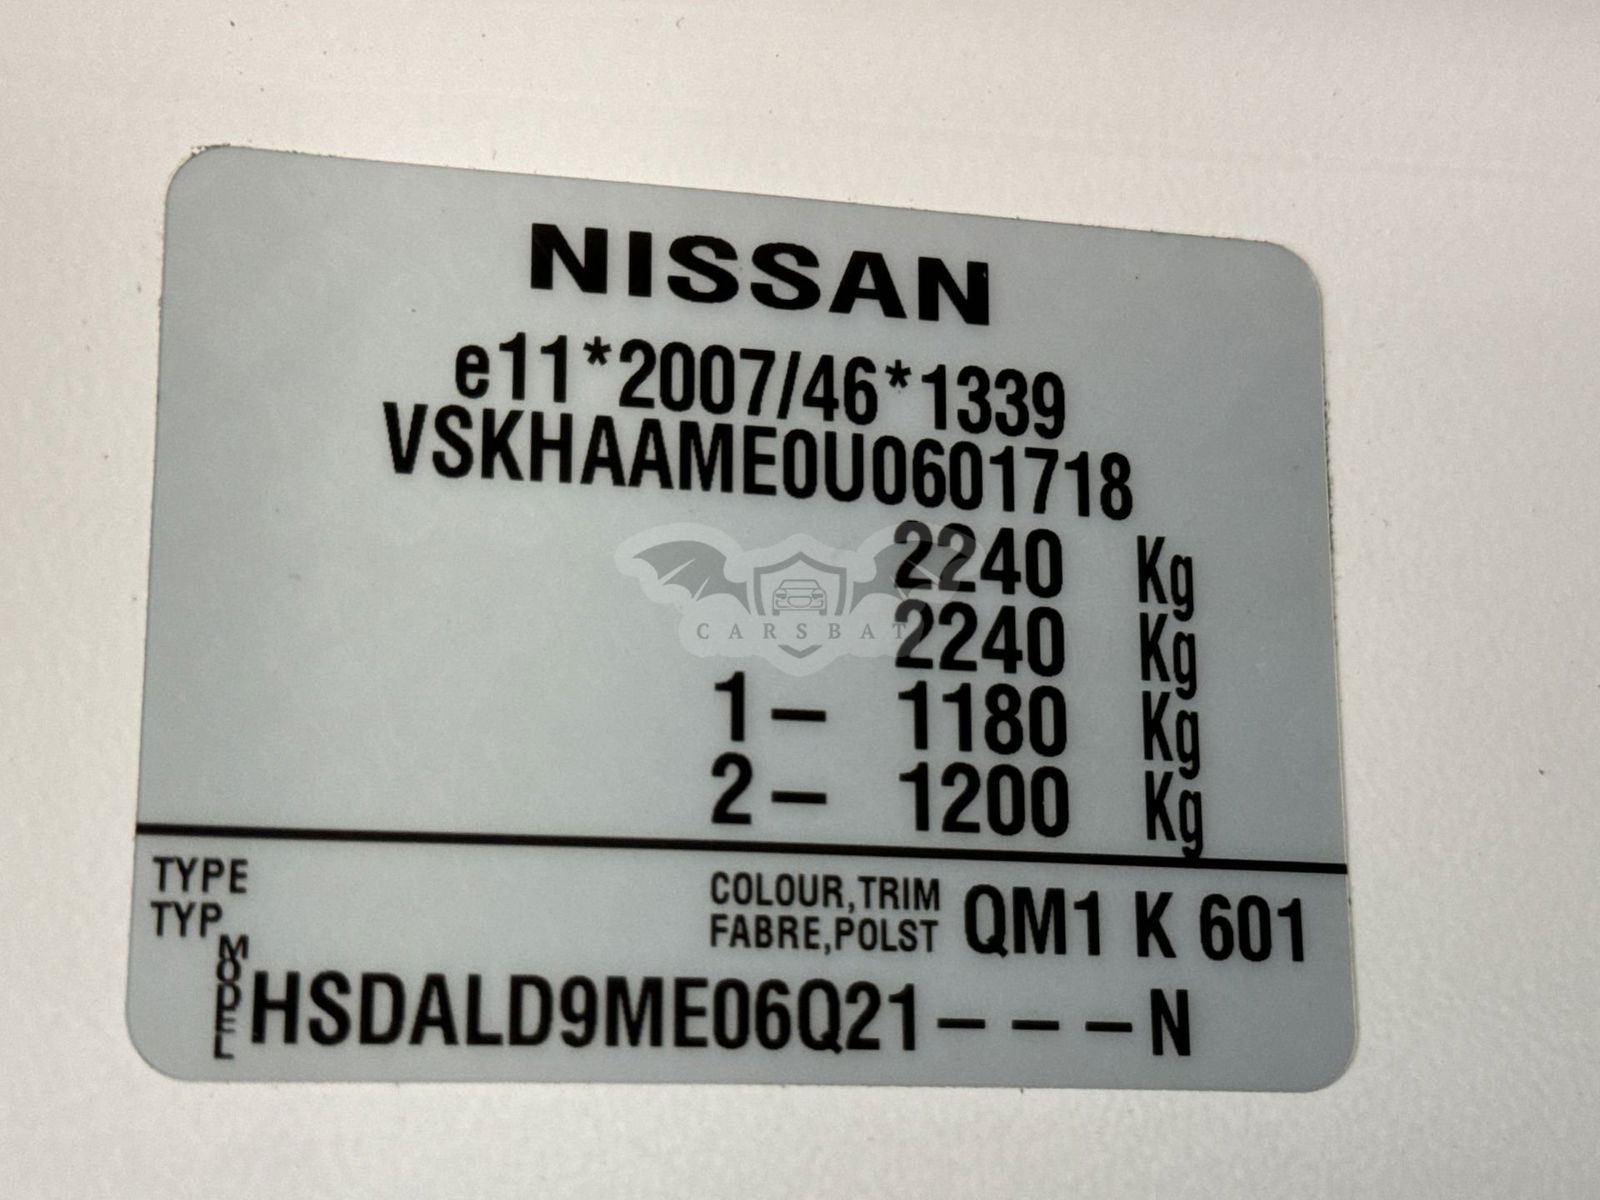 NISSAN
e11*2007/46*1339
VSKHAAME0U0601718
2240 Kg
CARSBAT
2240 Kg
1- 1180 Kg
2- 1200 Kg
TYPE
TYP
COLOUR,TRIM
FABRE,POLST
QM1 K 601
MODEL
HSDALD9ME06Q21---N